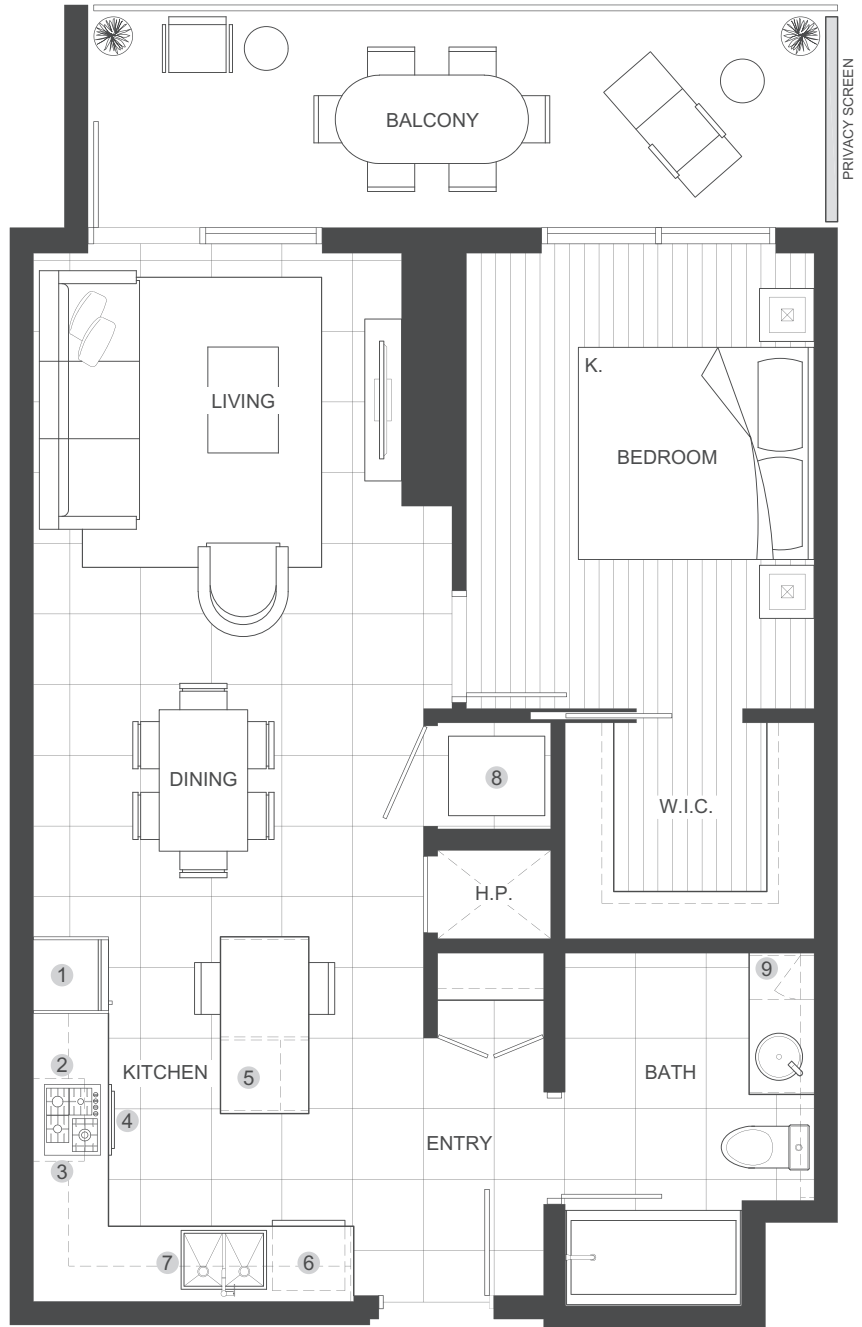 BALCONY
PRIVACY SCREEN
K.
LIVING
BEDROOM
8
DINING
W.I.C.
H.P.
1
9
2
KITCHEN
5
BATH
4
ENTRY
3
7
6